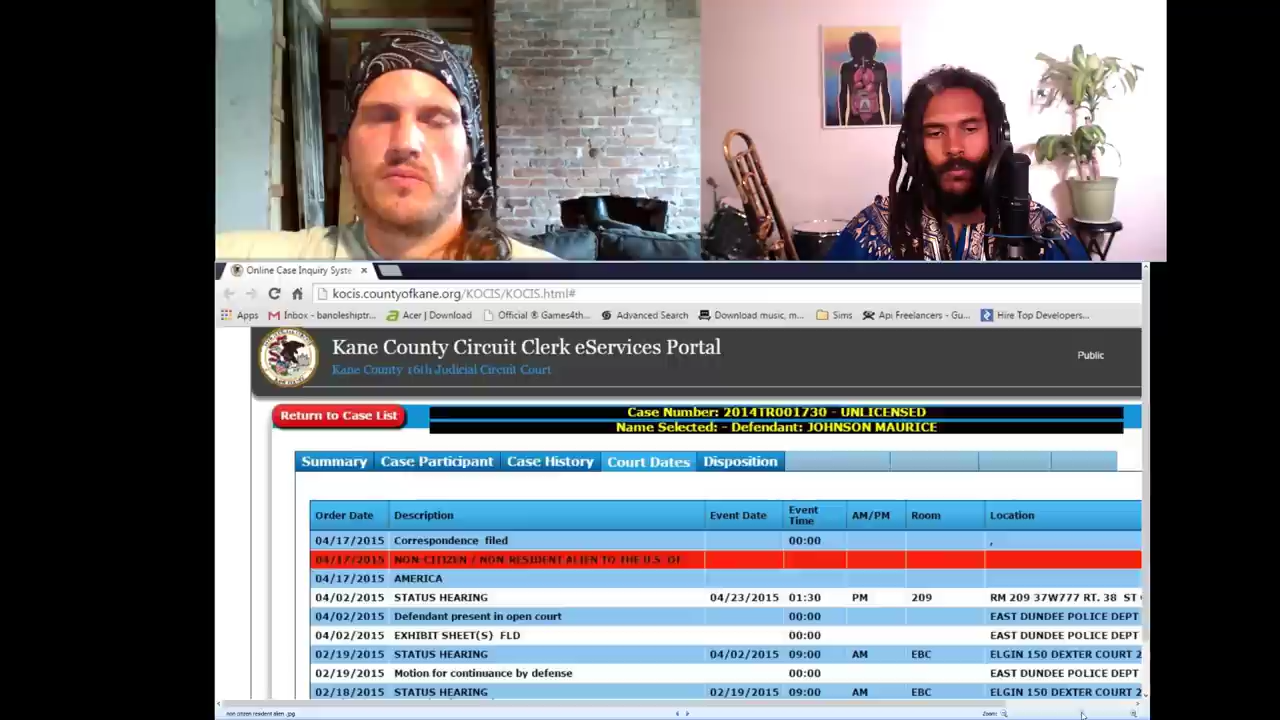 Online Case Inquiry Syste
kocis.countyofkane.org/KOCIS/KOCIS.html#
Apps Inbox - banoleshiptr... Acer | Download Official ® Games4th... Advanced Search Download music, m... Sims Api Freelancers - Gu... Hire Top Developers...
Kane County Circuit Clerk eServices Portal
Public
Kane County 16th Judicial Circuit Court
Return to Case List
Case Number: 2014TR001730 - UNLICENSED
Name Selected: - Defendant: JOHNSON MAURICE
Summary Case Participant Case History Court Dates Disposition
Order Date Description Event Date Event Time AM/PM Room Location
04/17/2015 Correspondence filed 00:00 ,
04/17/2015 NON-CITIZEN / NON-RESIDENT ALIEN TO THE U.S. OF
04/17/2015 AMERICA
04/02/2015 STATUS HEARING 04/23/2015 01:30 PM 209 RM 209 37W777 RT. 38 ST
04/02/2015 Defendant present in open court 00:00 EAST DUNDEE POLICE DEPT
04/02/2015 EXHIBIT SHEET(S) FLD 00:00 EAST DUNDEE POLICE DEPT
02/19/2015 STATUS HEARING 04/02/2015 09:00 AM EBC ELGIN 150 DEXTER COURT 2
02/19/2015 Motion for continuance by defense 00:00 EAST DUNDEE POLICE DEPT
02/18/2015 STATUS HEARING 02/19/2015 09:00 AM EBC ELGIN 150 DEXTER COURT 2
non citizen resident alien .jpg Zoom: